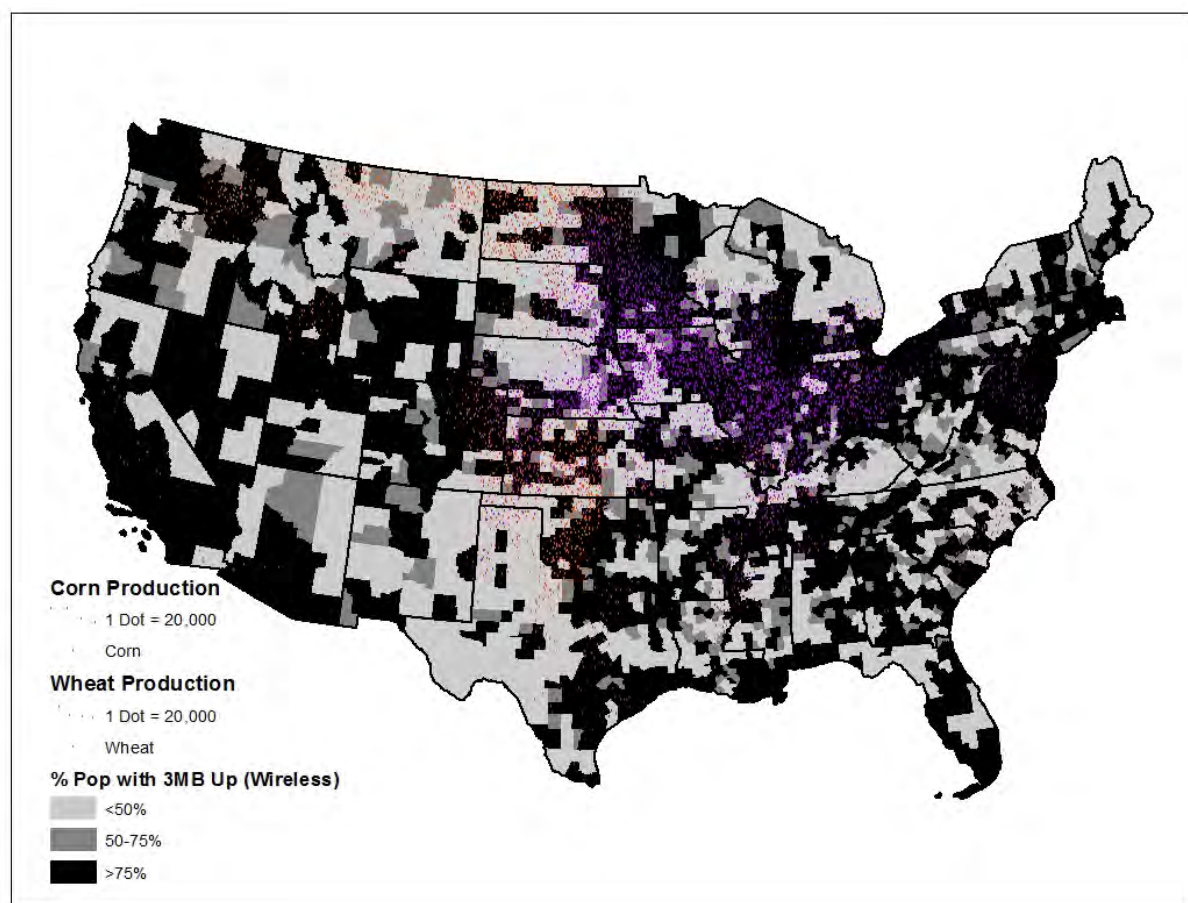 Corn Production
1 Dot = 20,000
Corn
Wheat Production
1 Dot = 20,000
Wheat
% Pop with 3MB Up (Wireless)
<50%
50-75%
>75%